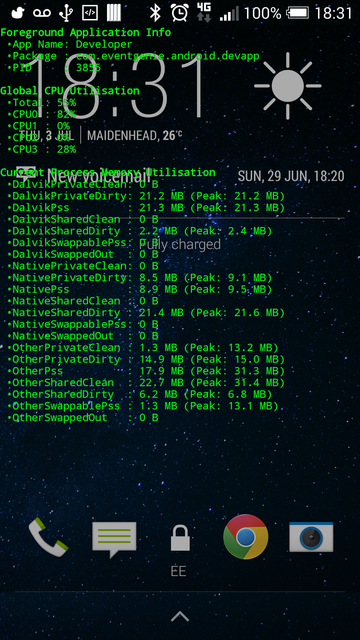 4G 100% 18:31
Foreground Application Info
•App Name: Developer
•Package : com.eventgenie.android.devapp
•PID : 3896
18:31
Global CPU Utilisation
•Total: 56%
•CPU0 : 82%
•CPU1 : 0%
THU, 3 JUL | MAIDENHEAD, 26°C
•CPU3 : 28%
Current Process Memory Utilisation
New voicemail SUN, 29 JUN, 18:20
•DalvikPrivateClean: 0 B
•DalvikPrivateDirty: 21.2 MB (Peak: 21.2 MB)
•DalvikPss : 21.3 MB (Peak: 21.3 MB)
•DalvikSharedClean : 0 B
•DalvikSharedDirty : 2.2 MB (Peak: 2.4 MB)
•DalvikSwappablePss: 0 B
Fully charged
•DalvikSwappedOut : 0 B
•NativePrivateClean: 0 B
•NativePrivateDirty: 8.5 MB (Peak: 9.1 MB)
•NativePss : 8.9 MB (Peak: 9.5 MB)
•NativeSharedClean : 0 B
•NativeSharedDirty : 21.4 MB (Peak: 21.6 MB)
•NativeSwappablePss: 0 B
•NativeSwappedOut : 0 B
•OtherPrivateClean : 1.3 MB (Peak: 13.2 MB)
•OtherPrivateDirty : 14.9 MB (Peak: 15.0 MB)
•OtherPss : 17.9 MB (Peak: 31.3 MB)
•OtherSharedClean : 22.7 MB (Peak: 31.4 MB)
•OtherSharedDirty : 6.2 MB (Peak: 6.8 MB)
•OtherSwappablePss : 1.3 MB (Peak: 13.1 MB)
•OtherSwappedOut : 0 B
EE